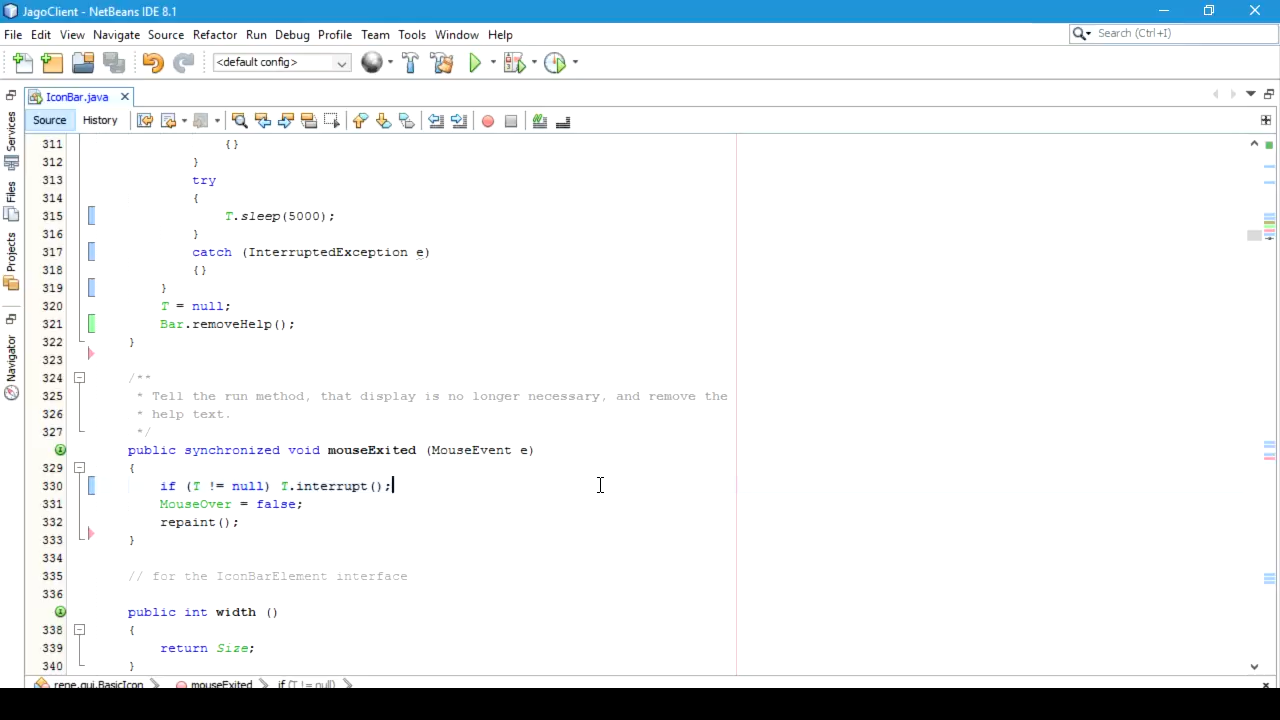 JagoClient - NetBeans IDE 8.1
File Edit View Navigate Source Refactor Run Debug Profile Team Tools Window Help
Search (Ctrl+I)
<default config>
IconBar.java
Source History
Services
Files
Projects
Navigator
311 {}
312 }
313 try
314 {
315 T.sleep(5000);
316 }
317 catch (InterruptedException e)
318 {}
319 }
320 T = null;
321 Bar.removeHelp();
322 }
323
324 /**
325 * Tell the run method, that display is no longer necessary, and remove the
326 * help text.
327 */
public synchronized void mouseExited (MouseEvent e)
329 {
330 if (T != null) T.interrupt();
331 MouseOver = false;
332 repaint();
333 }
334
335 // for the IconBarElement interface
336
public int width ()
338 {
339 return Size;
340 }
rene.gui.BasicIcon mouseExited if (T != null)